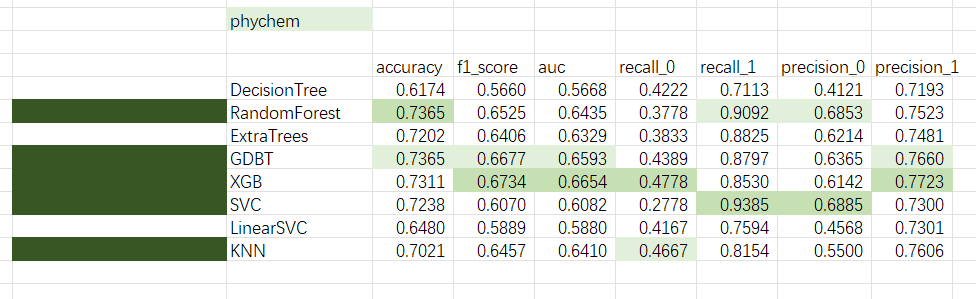 phychem
accuracy f1_score auc recall_0 recall_1 precision_0 precision_1
DecisionTree 0.6174 0.5660 0.5668 0.4222 0.7113 0.4121 0.7193
RandomForest 0.7365 0.6525 0.6435 0.3778 0.9092 0.6853 0.7523
ExtraTrees 0.7202 0.6406 0.6329 0.3833 0.8825 0.6214 0.7481
GDBT 0.7365 0.6677 0.6593 0.4389 0.8797 0.6365 0.7660
XGB 0.7311 0.6734 0.6654 0.4778 0.8530 0.6142 0.7723
SVC 0.7238 0.6070 0.6082 0.2778 0.9385 0.6885 0.7300
LinearSVC 0.6480 0.5889 0.5880 0.4167 0.7594 0.4568 0.7301
KNN 0.7021 0.6457 0.6410 0.4667 0.8154 0.5500 0.7606